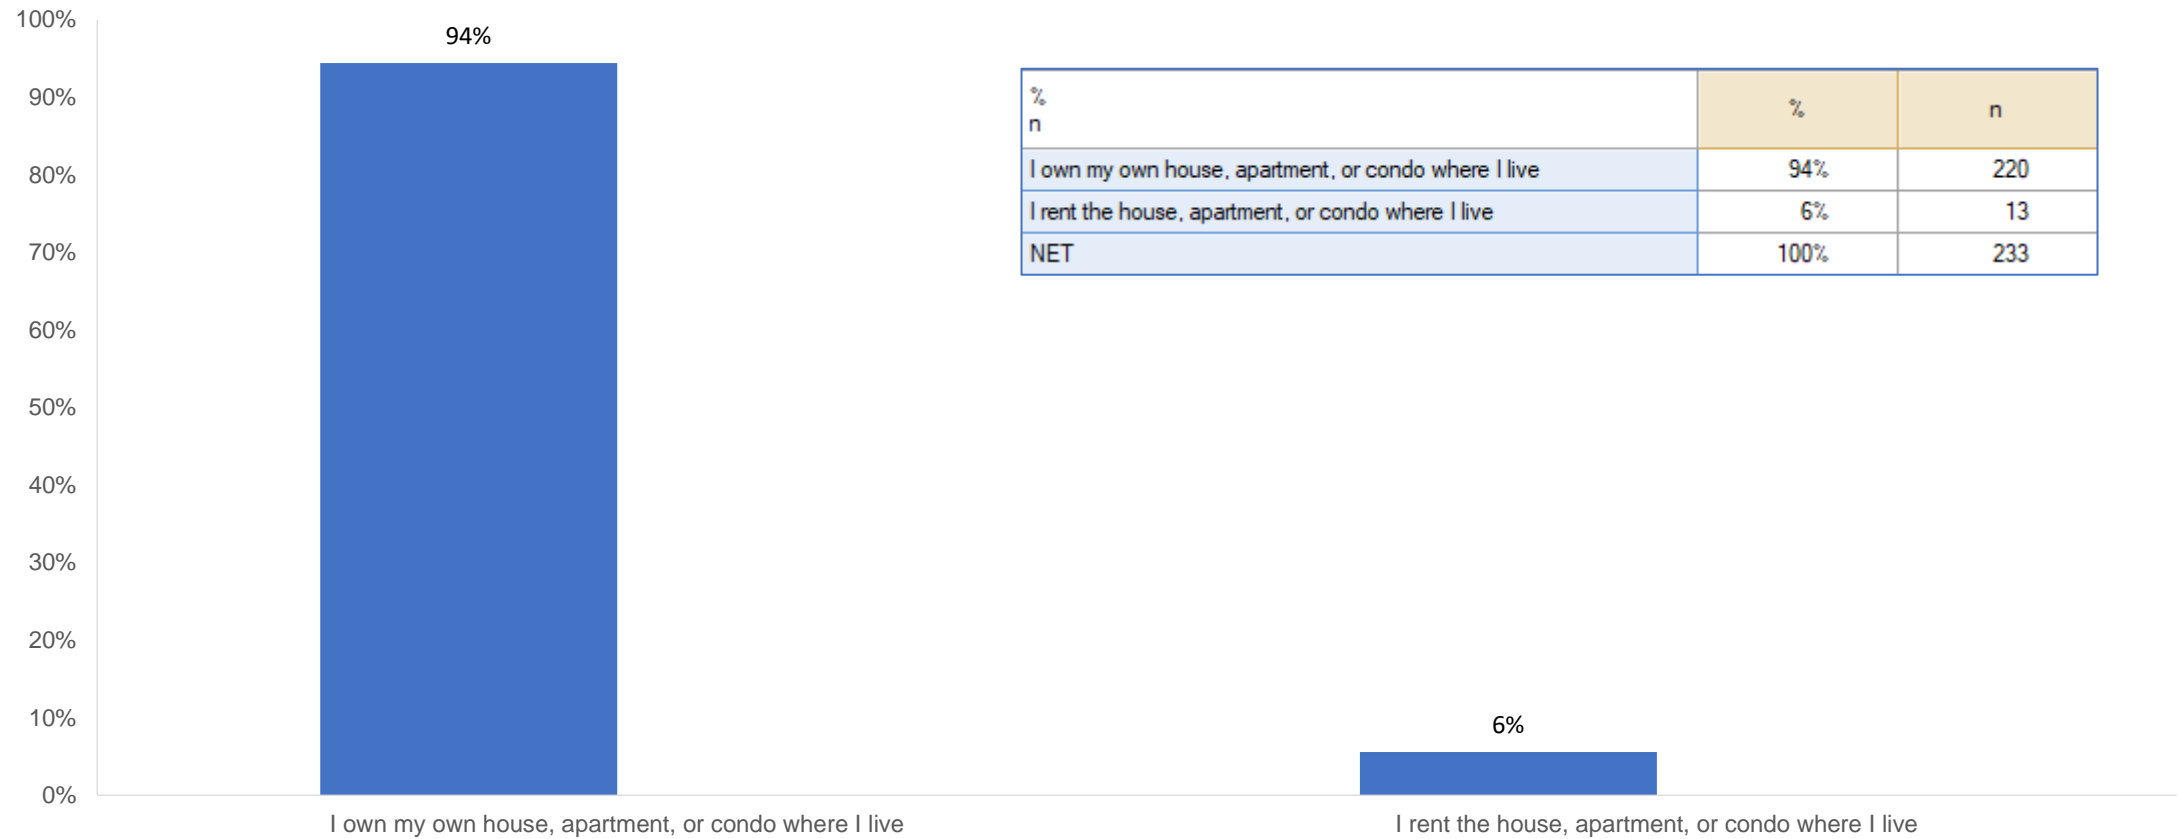 100%
90%
80%
70%
60%
50%
40%
30%
20%
10%
0%
94%
6%
I own my own house, apartment, or condo where I live
I rent the house, apartment, or condo where I live
%
n
% n
I own my own house, apartment, or condo where I live 94% 220
I rent the house, apartment, or condo where I live 6% 13
NET 100% 233